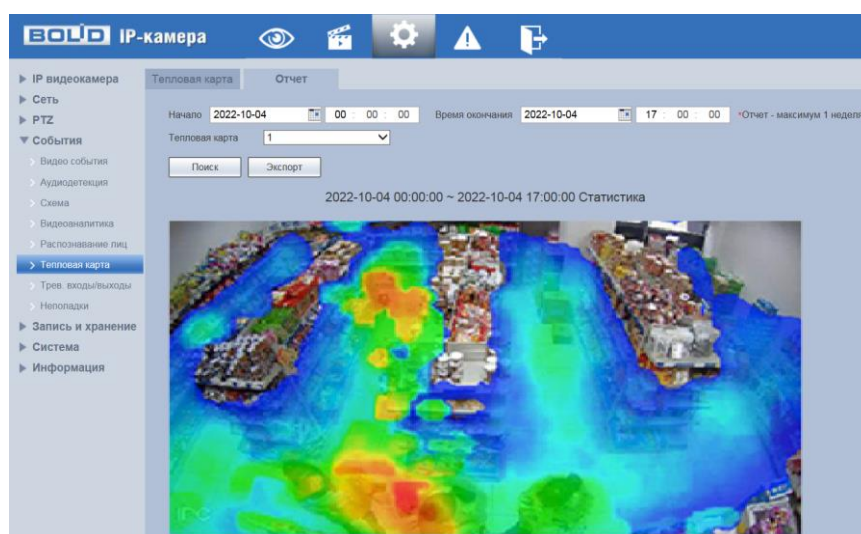 BOLID IP-камера
IP видеокамера
Сеть
PTZ
События
Видео события
Аудиодетекция
Схема
Видеоаналитика
Распознавание лиц
Тепловая карта
Трев. входы/выходы
Неполадки
Запись и хранение
Система
Информация
Тепловая карта Отчет
Начало 2022-10-04 00 : 00 : 00 Время окончания 2022-10-04 17 : 00 : 00 *Отчет - максимум 1 неделя
Тепловая карта 1
Поиск Экспорт
2022-10-04 00:00:00 ~ 2022-10-04 17:00:00 Статистика
IPC